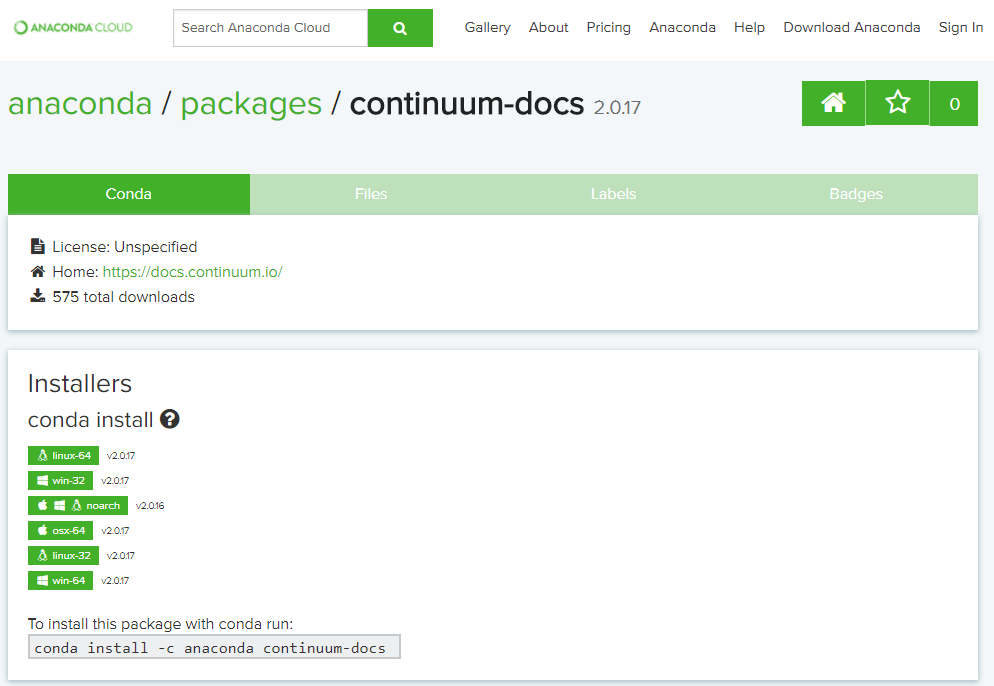 ANACONDA CLOUD
Search Anaconda Cloud
Gallery About Pricing Anaconda Help Download Anaconda Sign In
anaconda / packages / continuum-docs 2.0.17
0
Conda Files Labels Badges
License: Unspecified
Home: https://docs.continuum.io/
575 total downloads
Installers
conda install ?
linux-64 v2.0.17
win-32 v2.0.17
noarch v2.0.16
osx-64 v2.0.17
linux-32 v2.0.17
win-64 v2.0.17
To install this package with conda run:
conda install -c anaconda continuum-docs